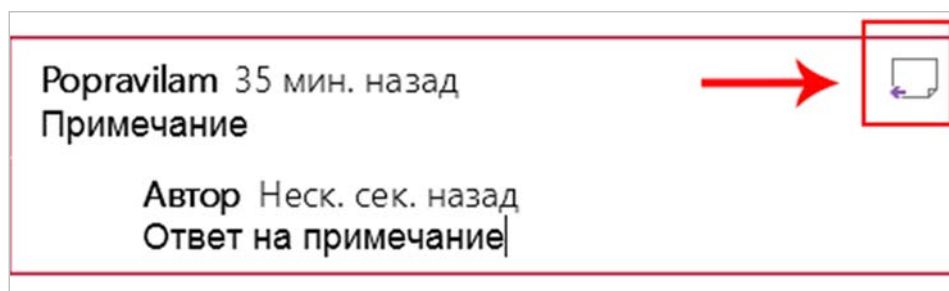 Popravilam 35 мин. назад
Примечание
Автор Неск. сек. назад
Ответ на примечание